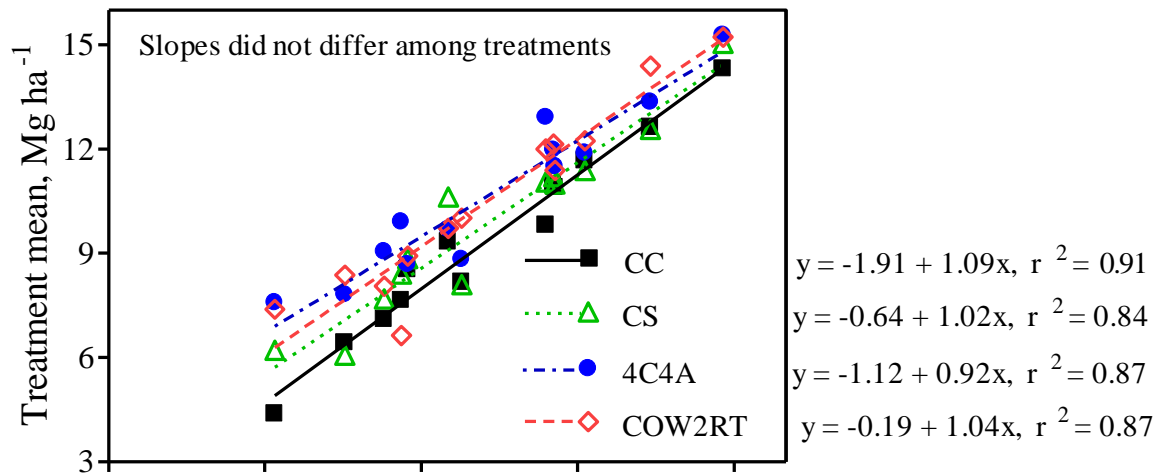 15
Slopes did not differ among treatments
Treatment mean, Mg ha⁻¹
12
9
6
3
CC y = -1.91 + 1.09x, r ² = 0.91
CS y = -0.64 + 1.02x, r ² = 0.84
4C4A y = -1.12 + 0.92x, r ² = 0.87
COW2RT y = -0.19 + 1.04x, r ² = 0.87